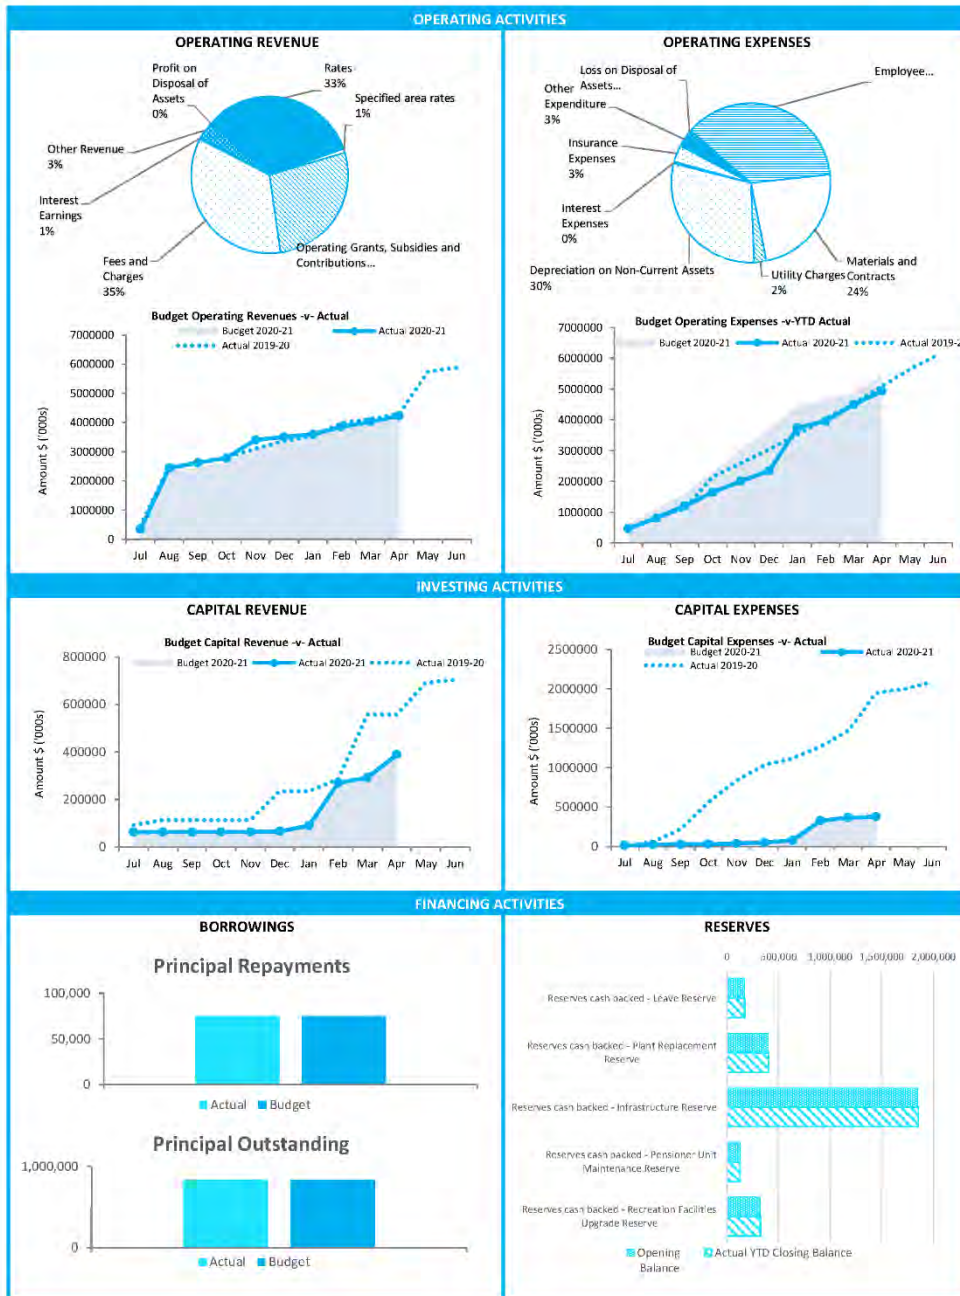 OPERATING ACTIVITIES
OPERATING REVENUE
Profit on
Disposal of
Assets
0%
Rates
33%
Specified area rates
1%
Other Revenue
3%
Interest
Earnings
1%
Fees and
Charges
35%
Operating Grants, Subsidies and
Contributions...
Budget Operating Revenues -v- Actual
Budget 2020-21
Actual 2020-21
Actual 2019-20
Amount $ ('000s)
7000000
6000000
5000000
4000000
3000000
2000000
1000000
0
Jul Aug Sep Oct Nov Dec Jan Feb Mar Apr May Jun
OPERATING EXPENSES
Loss on Disposal of
Assets...
Employee...
Other
Expenditure
3%
Insurance
Expenses
3%
Interest
Expenses
0%
Depreciation on Non-Current Assets
30%
Utility Charges
2%
Materials and
Contracts
24%
Budget Operating Expenses -v-YTD Actual
Budget 2020-21
Actual 2020-21
Actual 2019-2
Amount $ ('000s)
7000000
6000000
5000000
4000000
3000000
2000000
1000000
0
Jul Aug Sep Oct Nov Dec Jan Feb Mar Apr May Jun
INVESTING ACTIVITIES
CAPITAL REVENUE
Budget Capital Revenue -v- Actual
Budget 2020-21
Actual 2020-21
Actual 2019-20
Amount $ ('000s)
800000
600000
400000
200000
0
Jul Aug Sep Oct Nov Dec Jan Feb Mar Apr May Jun
CAPITAL EXPENSES
Budget Capital Expenses -v- Actual
Budget 2020-21
Actual 2020-21
Actual 2019-20
Amount $ ('000s)
2500000
2000000
1500000
1000000
500000
0
Jul Aug Sep Oct Nov Dec Jan Feb Mar Apr May Jun
FINANCING ACTIVITIES
BORROWINGS
Principal Repayments
100,000
50,000
0
Actual
Budget
Principal Outstanding
1,000,000
0
Actual
Budget
RESERVES
0 500,000 1,000,000 1,500,000 2,000,000
Reserves cash backed - Leave Reserve
Reserves cash backed - Plant Replacement
Reserve
Reserves cash backed - Infrastructure Reserve
Reserves cash backed - Pensioner Unit
Maintenance Reserve
Reserves cash backed - Recreation Facilities
Upgrade Reserve
Opening
Balance
Actual YTD Closing Balance